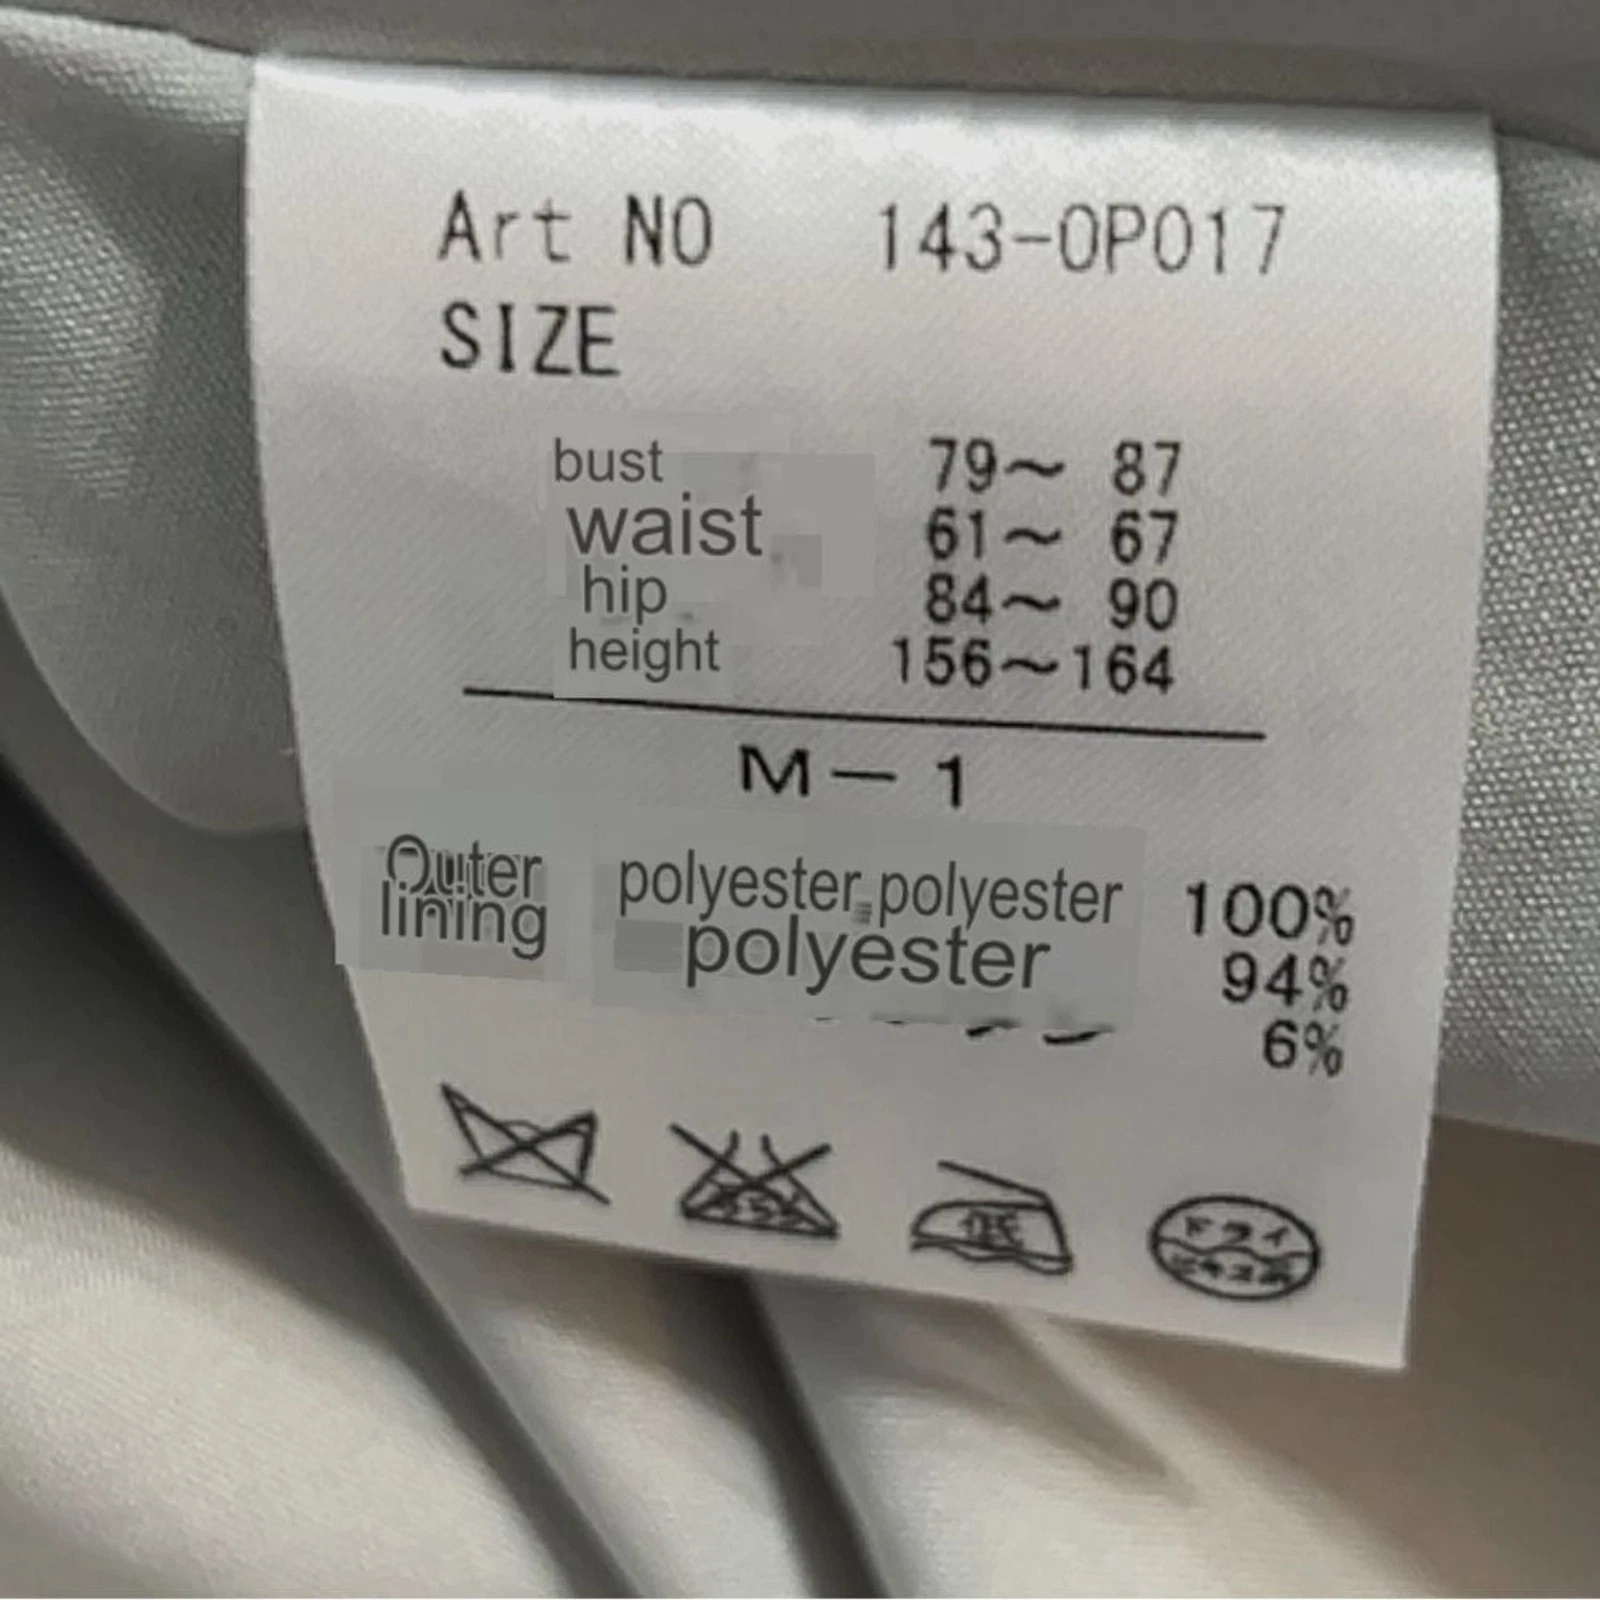 Art NO 143-0P017
SIZE
bust 79～ 87
waist 61～ 67
hip 84～ 90
height 156～164
M－1
Outer polyester polyester 100%
lining polyester 94%
6%
ドライ